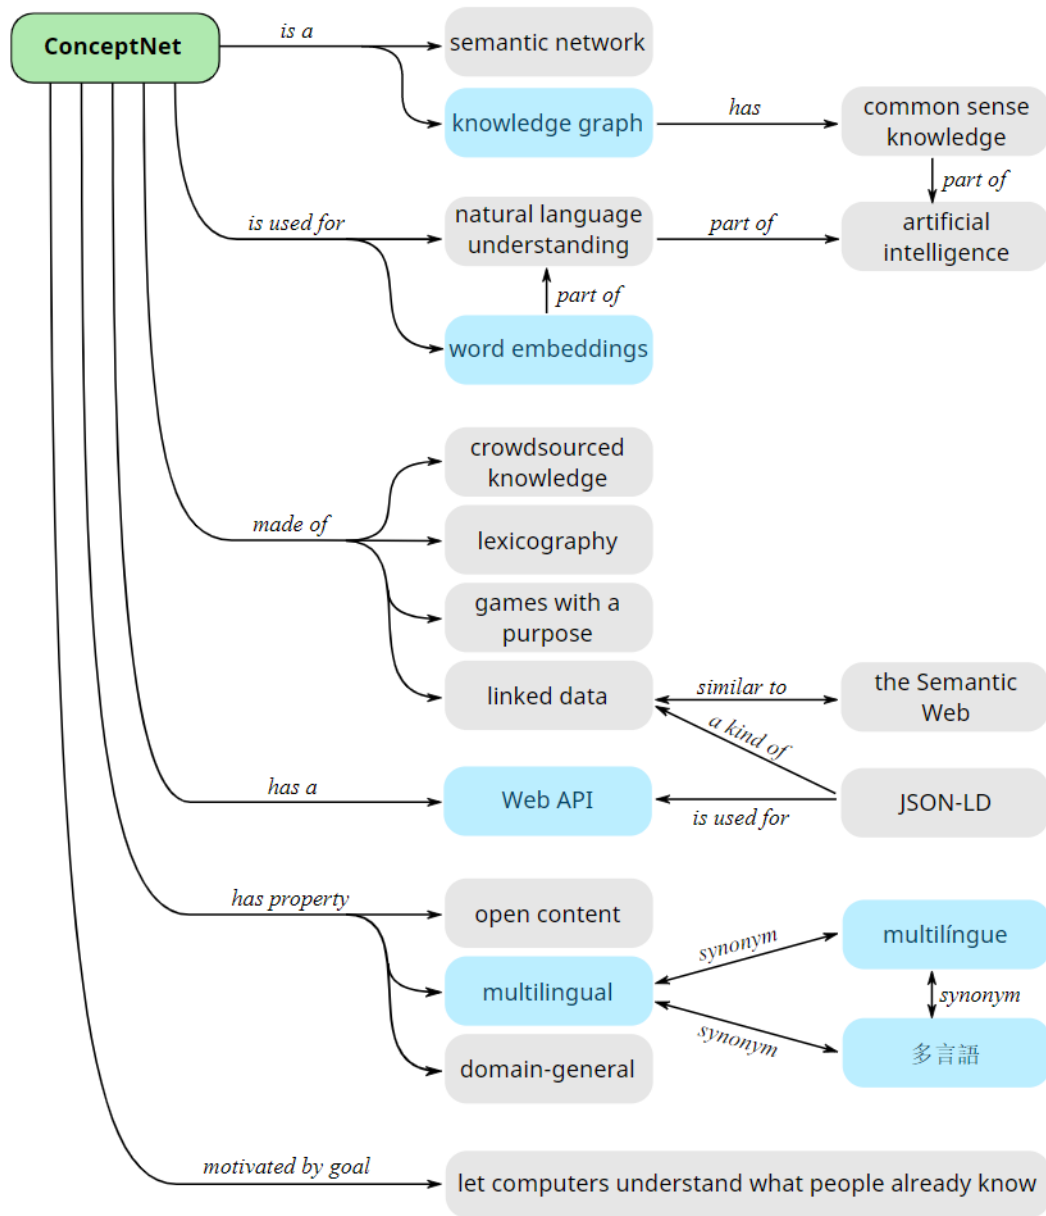 ConceptNet
is a
semantic network
knowledge graph
has
common sense
knowledge
part of
is used for
natural language
understanding
part of
artificial
intelligence
part of
word embeddings
crowdsourced
knowledge
made of
lexicography
games with a
purpose
linked data
similar to
the Semantic
Web
a kind of
has a
Web API
is used for
JSON-LD
has property
open content
synonym
multilíngue
multilingual
synonym
synonym
多言語
domain-general
motivated by goal
let computers understand what people already know